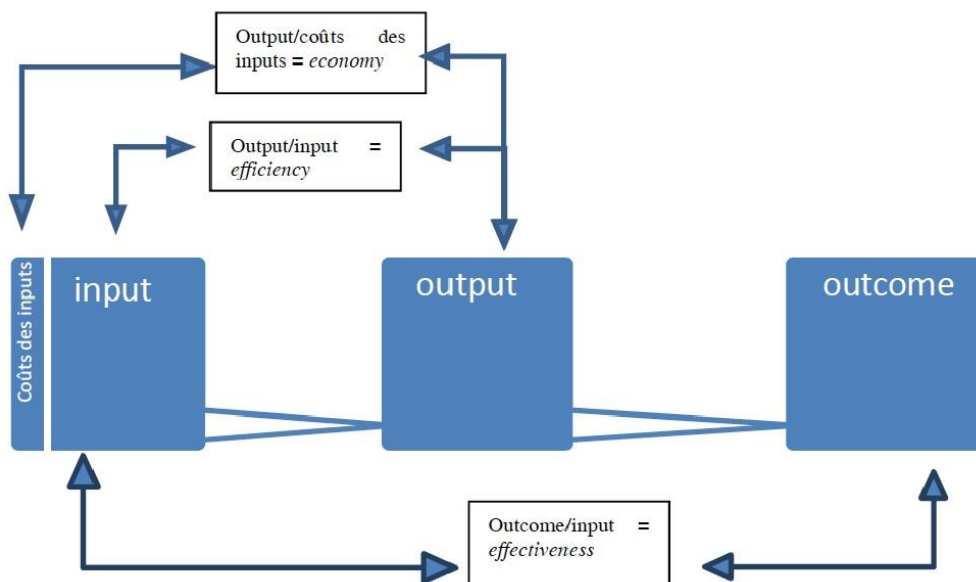 Output/coûts des
inputs = economy
Output/input =
efficiency
Coûts des inputs
input
output
outcome
Outcome/input =
effectiveness